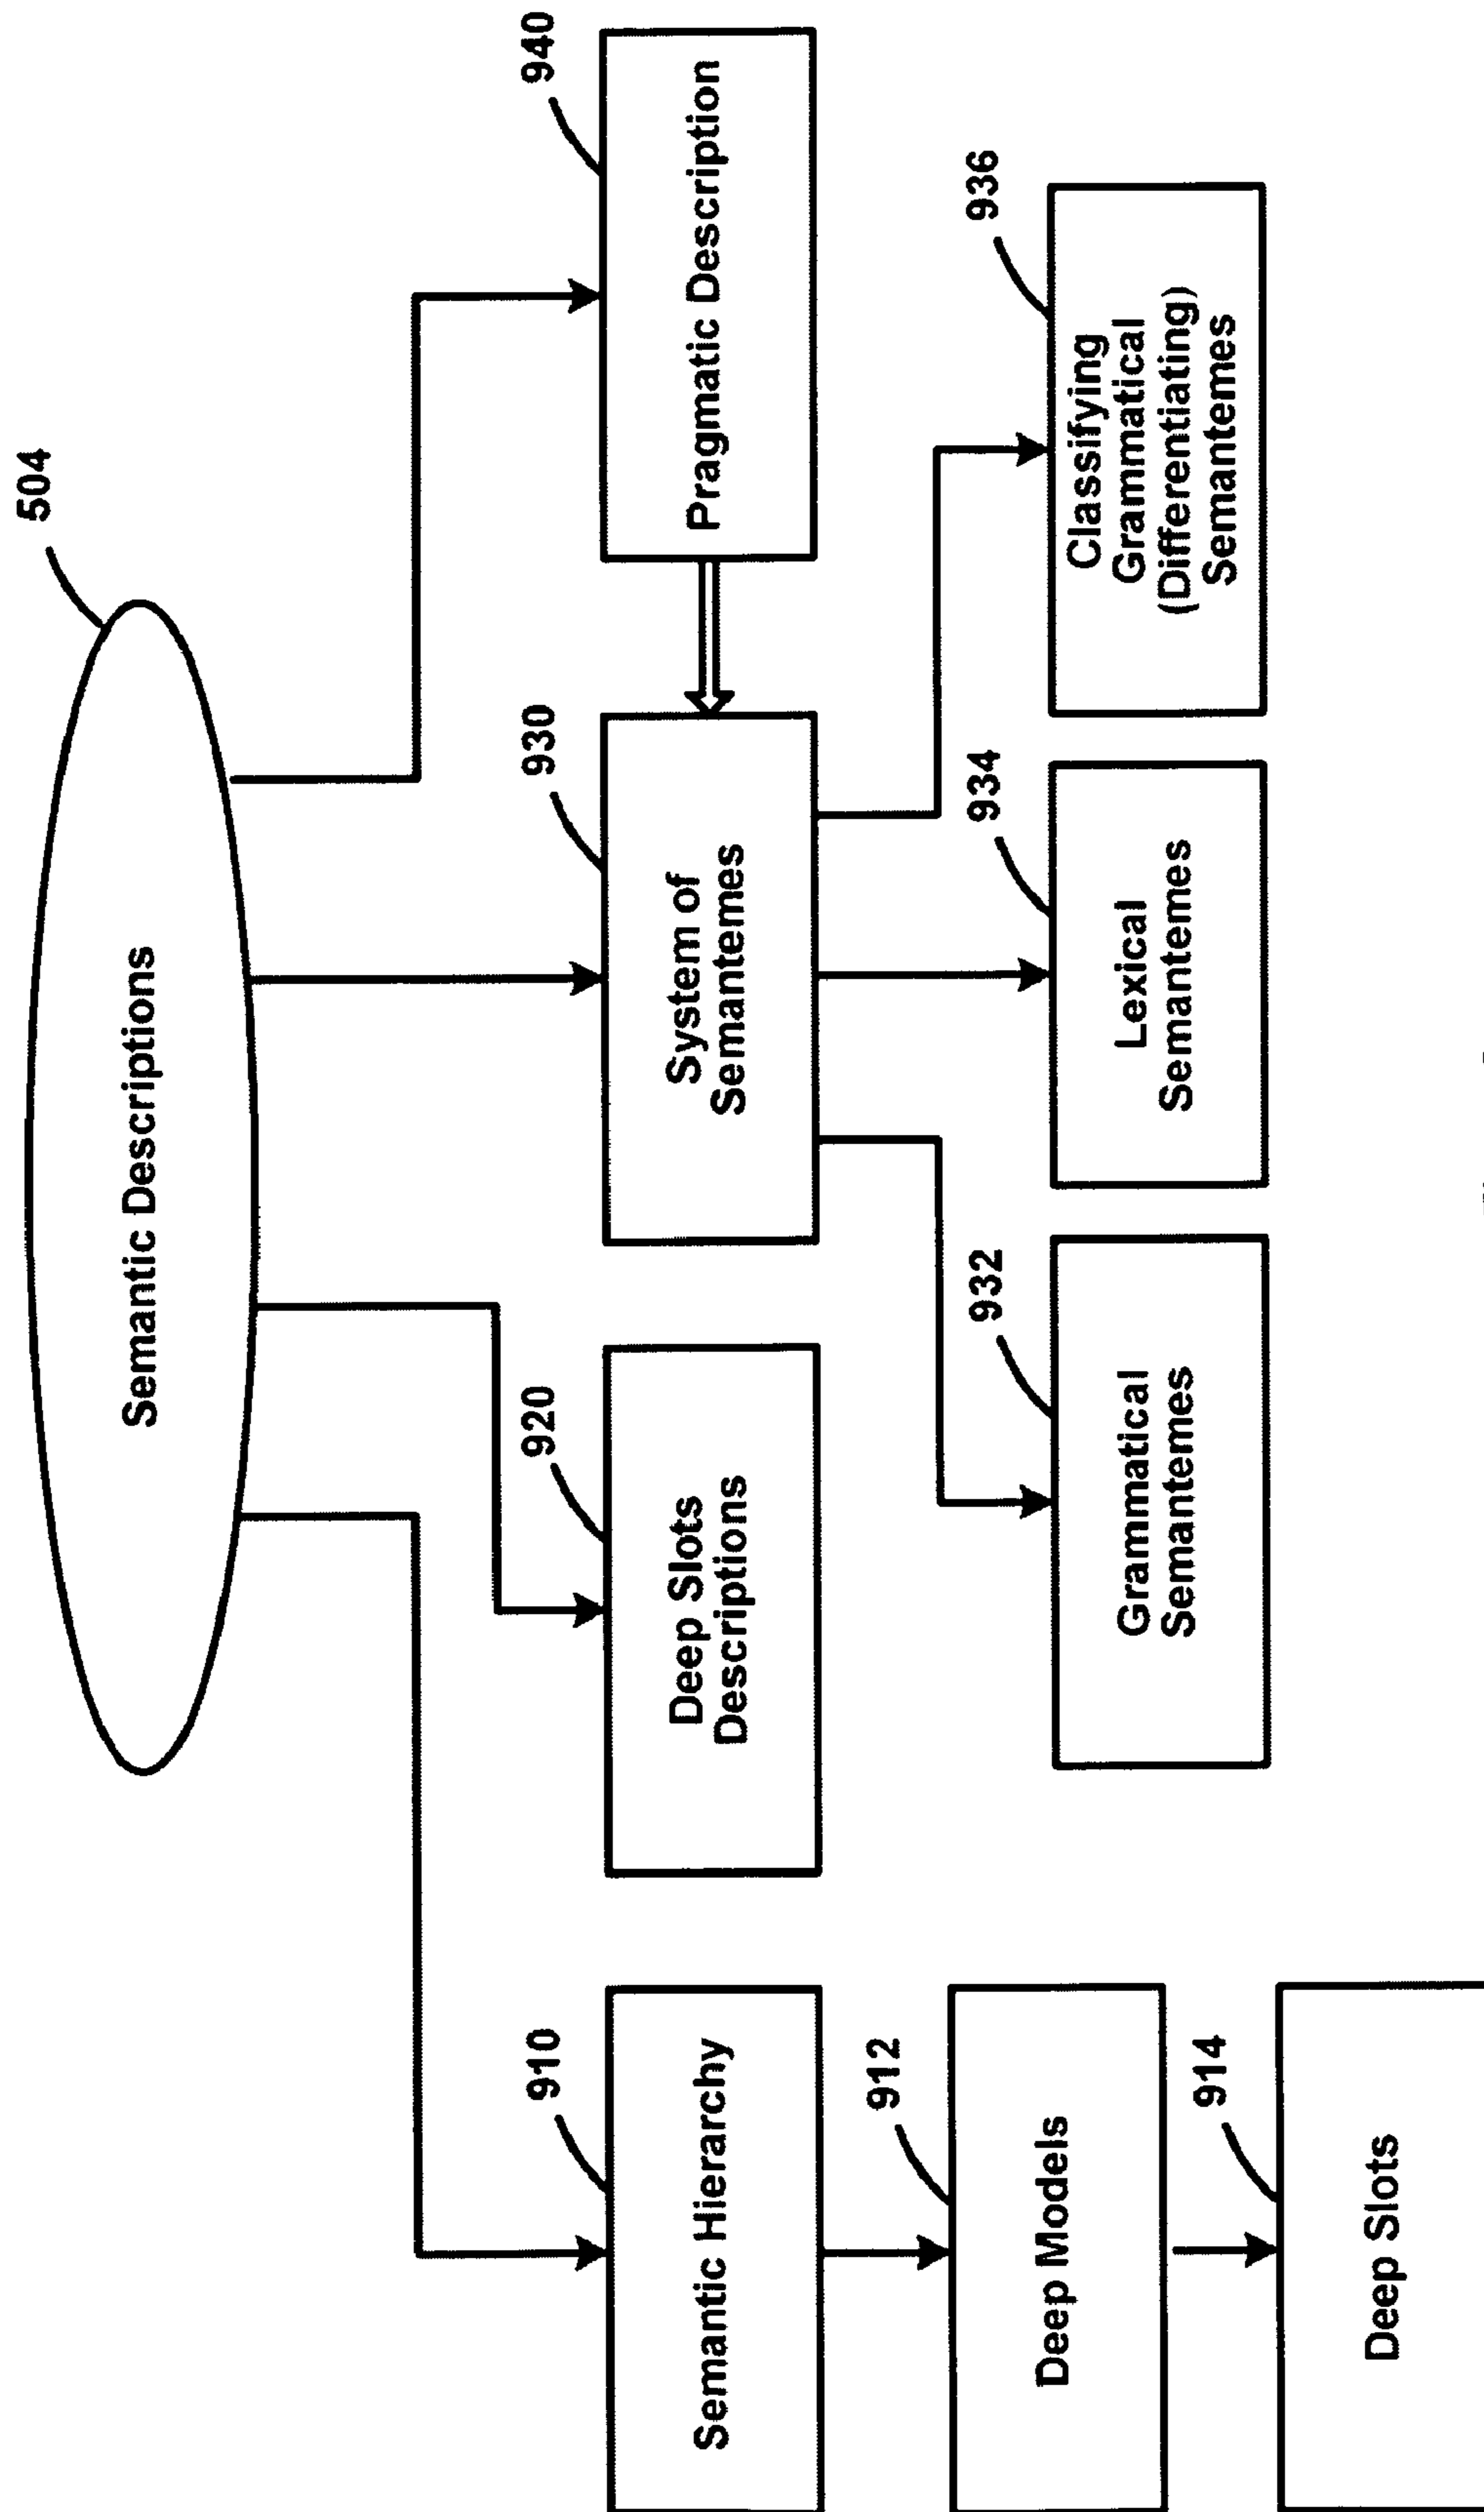 504
Semantic Descriptions
910
Semantic Hierarchy
920
Deep Slots
Descriptions
930
System of
Semantemes
940
Pragmatic Description
912
Deep Models
932
Grammatical
Semantemes
934
Lexical
Semantemes
936
Classifying
Grammatical
(Differentiating)
Semantemes
914
Deep Slots